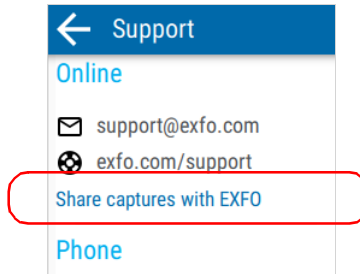 Support
Online
support@exfo.com
exfo.com/support
Share captures with EXFO
Phone